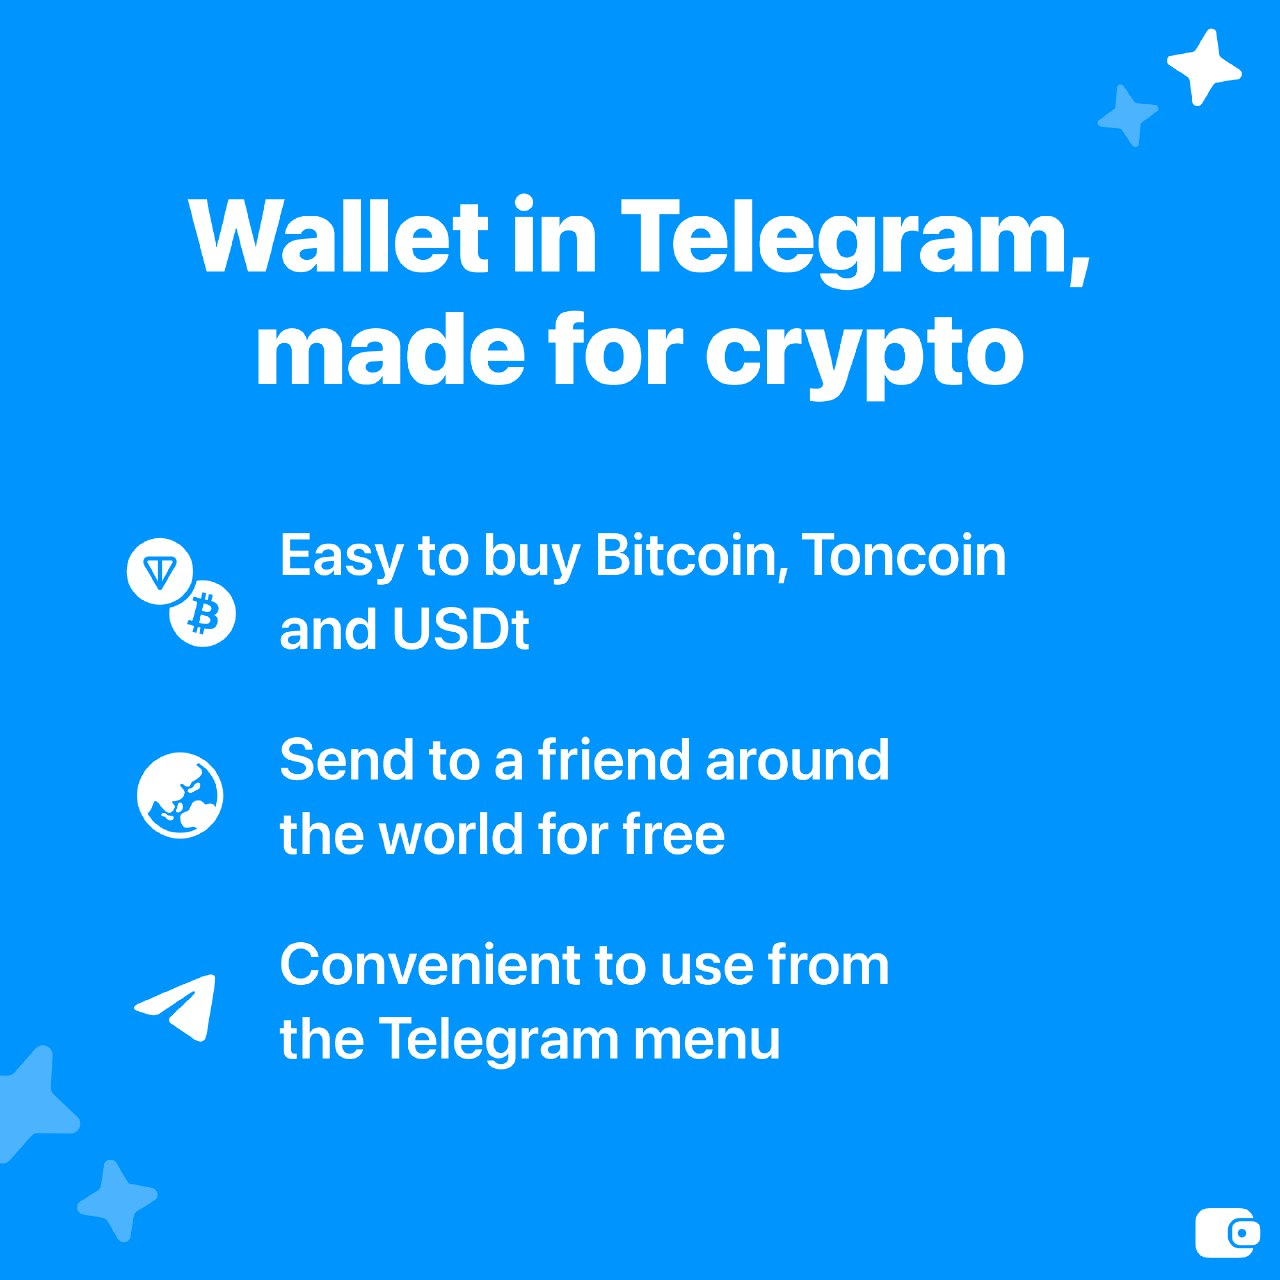 Wallet in Telegram,
made for crypto
Easy to buy Bitcoin, Toncoin
and USDt
Send to a friend around
the world for free
Convenient to use from
the Telegram menu